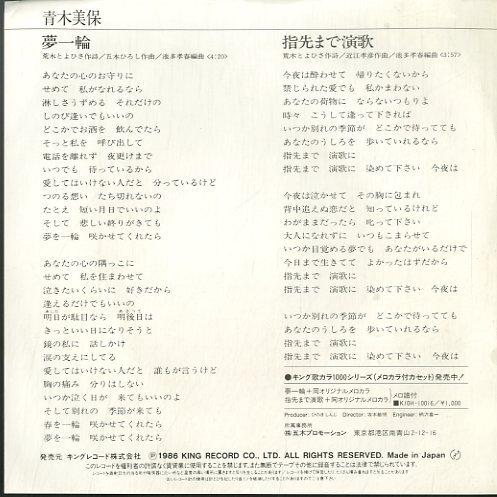 青木美保
夢一輪
荒木とよひさ作詩／五木ひろし作曲／池多孝春編曲〈4:20〉
あなたの心のお守りに
せめて 私がなれるなら
淋しさうずめる それだけの
しのび逢いでもいいの
どこかでお酒を 飲んでたら
そっと私を 呼び出して
電話を離れず 夜更けまで
いつでも 待っているから
愛してはいけない人だと 分っているけど
つのる想い たち切れないの
たとえ 短い月日でいいのよ
そして 悲しい終りがきても
夢を一輪 咲かせてくれたら
あなたの心の隅っこに
せめて 私を住まわせて
泣きたいくらいに 好きだから
逢えるだけでもいいの
明日が駄目なら 明後日は
きっといい日になりそうと
鏡の私に 話しかけ
涙の支えにしてる
愛してはいけない人だと 誰もが言うけど
胸の痛み 分りはしない
いつか泣く日が 来てもいいのよ
そして別れの 季節が来ても
春を一輪 咲かせてくれたら
夢を一輪 咲かせてくれたら
指先まで演歌
荒木とよひさ作詩／近江孝彦作曲／池多孝春編曲〈3:57〉
今夜は酔わせて 帰りたくないから
禁じられた愛でも 私かまわない
あなたの荷物に ならないつもりよ
時々 こうして逢って下されば
いつか別れの季節が どこかで待ってても
あなたのうしろを 歩いていれるなら
指先まで 演歌に
指先まで 演歌に 染めて下さい 今夜は
今夜は泣かせて その胸に包まれ
背中追えぬ恋だと 知っているけれど
わがままだったら 叱って下さい
大人になれずに いつもこまらせて
いつか目覚める夢でも あなたがいるだけで
今日まで生きてて よかったはずだから
指先まで 演歌に
指先まで 演歌に 染めて下さい 今夜は
いつか別れの季節が どこかで待ってても
あなたのうしろを 歩いていれるなら
指先まで 演歌に
指先まで 演歌に 染めて下さい 今夜は
●キング歌カラ1000シリーズ(メロカラ付カセット)発売中!
夢一輪＋同オリジナルメロカラ
指先まで演歌＋同オリジナルメロカラ
メロ譜付
■K10H-10016／¥1,000
所属事務所
㈱五木プロモーション 東京都港区南青山2-12-16
発売元 キングレコード株式会社 Ⓟ1986 KING RECORD CO., LTD. ALL RIGHTS RESERVED. Made in Japan